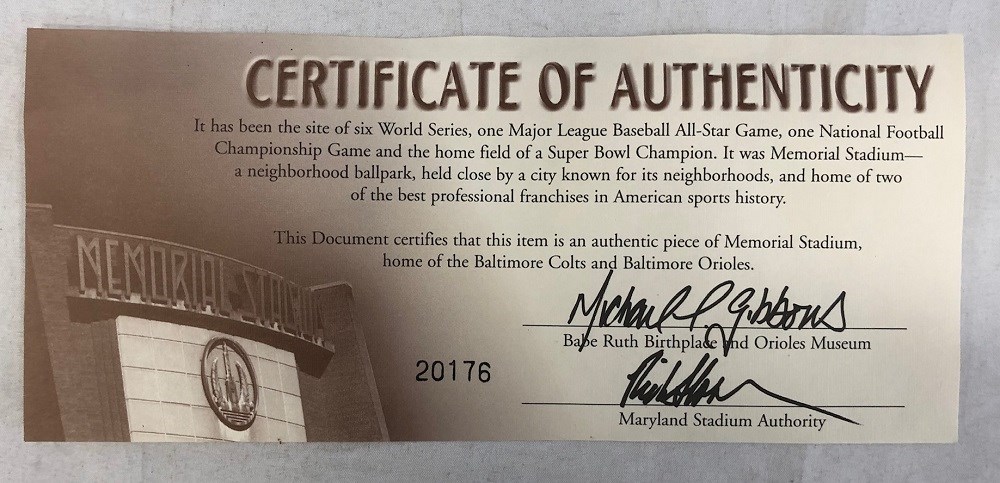 CERTIFICATE OF AUTHENTICITY
It has been the site of six World Series, one Major League Baseball All-Star Game, one National Football
Championship Game and the home field of a Super Bowl Champion. It was Memorial Stadium—
a neighborhood ballpark, held close by a city known for its neighborhoods, and home of two
of the best professional franchises in American sports history.
This Document certifies that this item is an authentic piece of Memorial Stadium,
home of the Baltimore Colts and Baltimore Orioles.
MEMORIAL STADIUM
Michael P. Gibbons
Babe Ruth Birthplace and Orioles Museum
20176
Maryland Stadium Authority